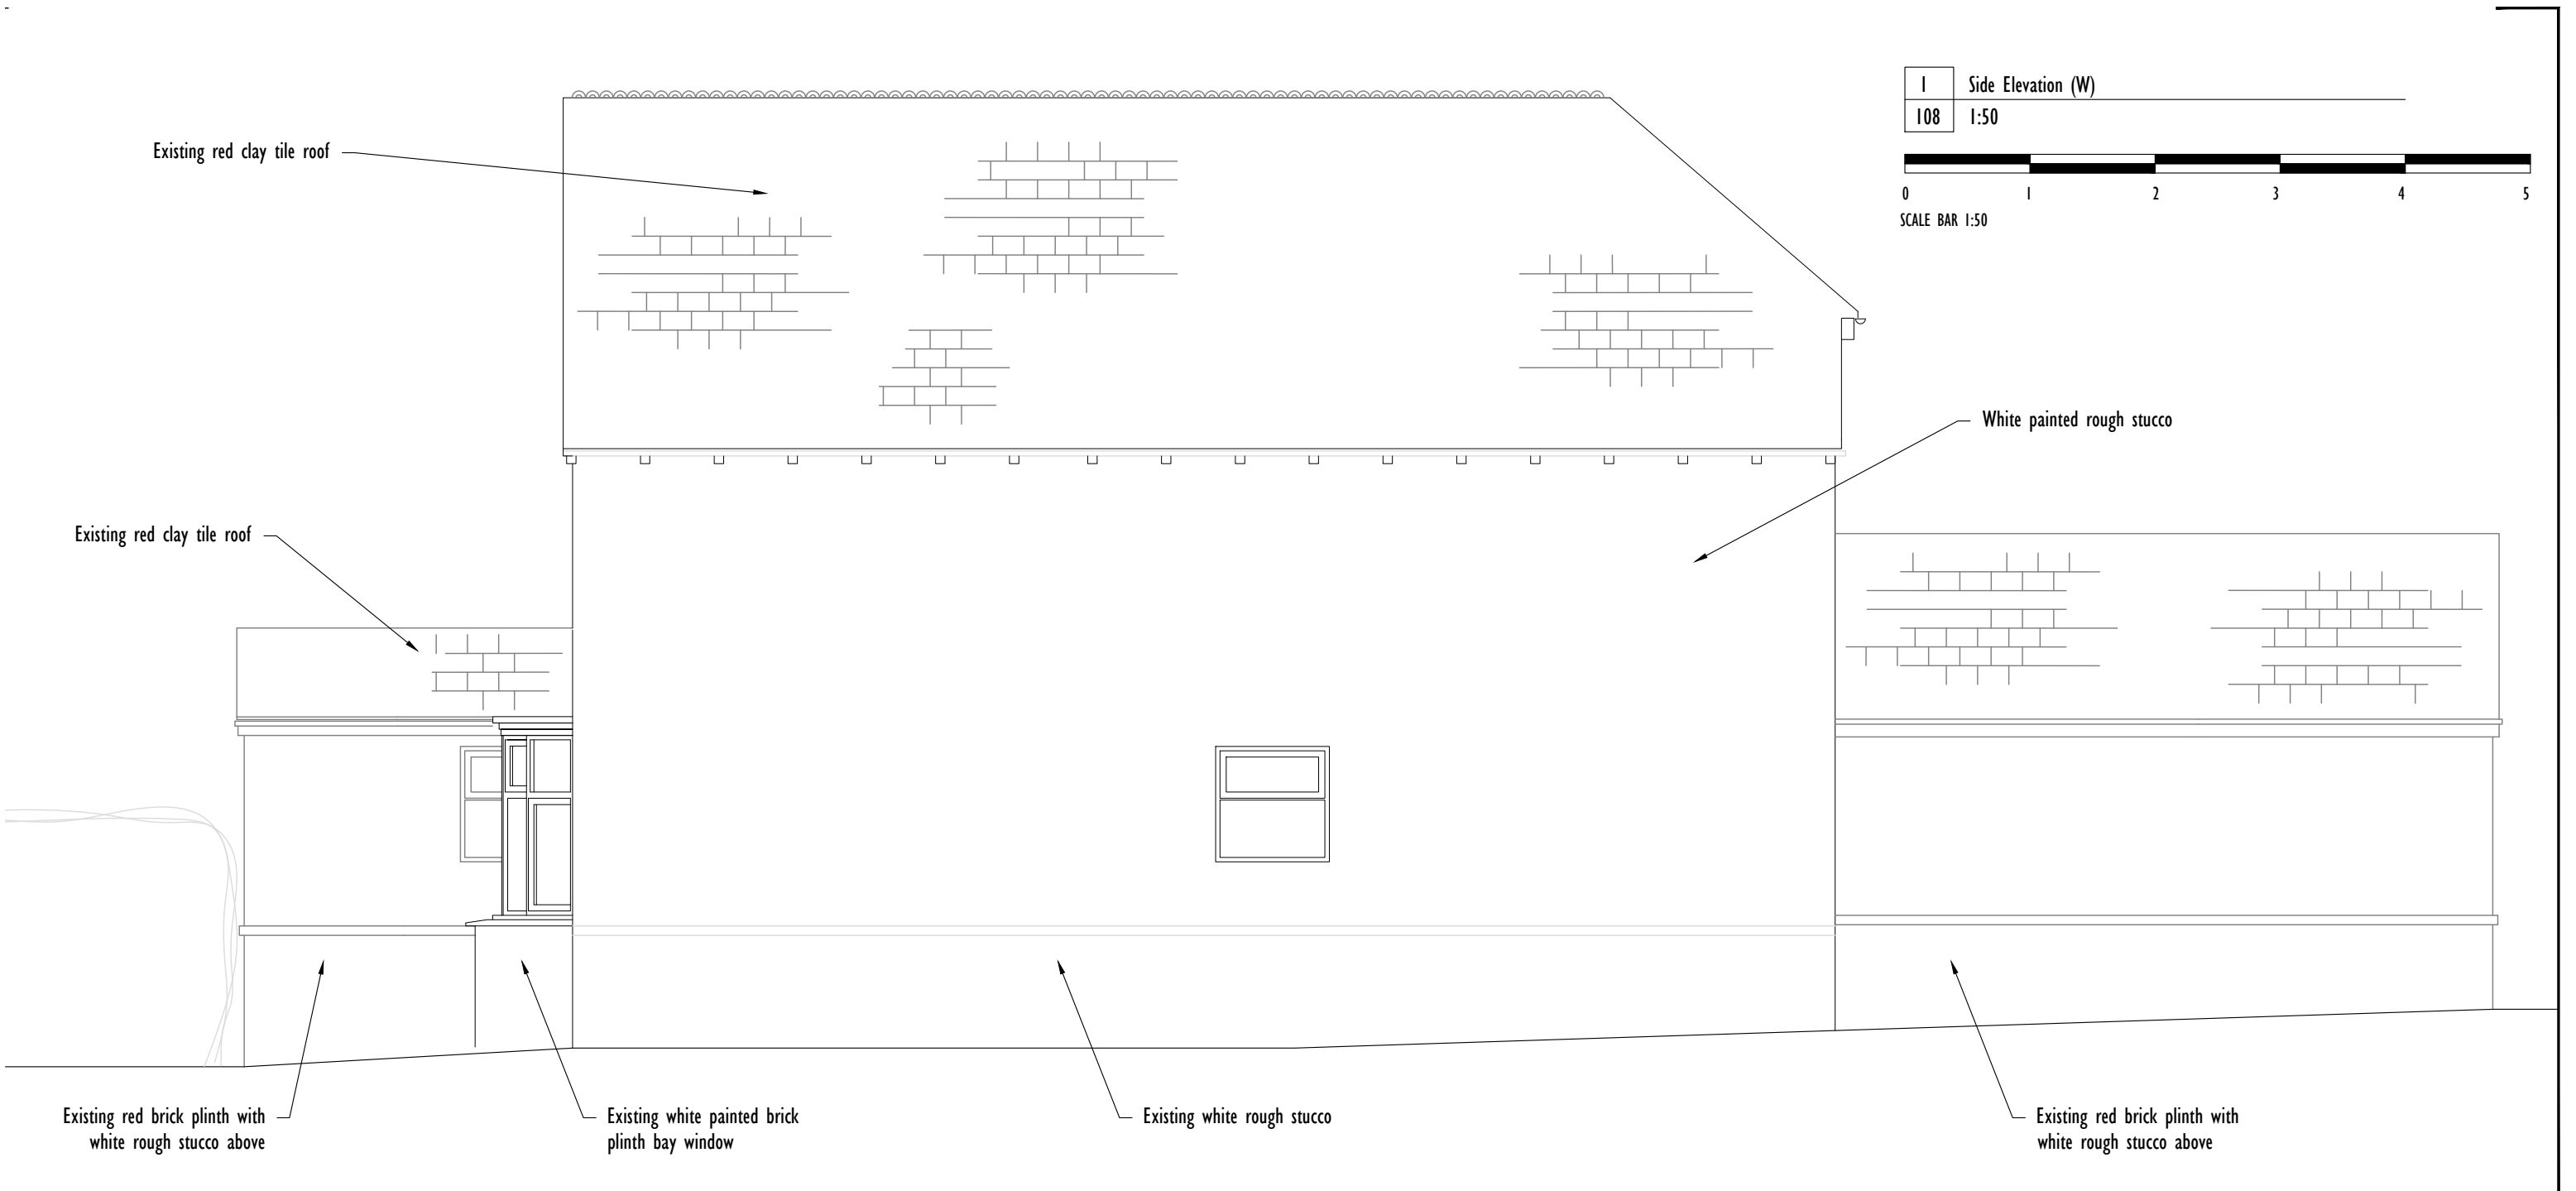 1 Side Elevation (W)
108 1:50
0 1 2 3 4 5
SCALE BAR 1:50
Existing red clay tile roof
White painted rough stucco
Existing red clay tile roof
Existing red brick plinth with
white rough stucco above
Existing white painted brick
plinth bay window
Existing white rough stucco
Existing red brick plinth with
white rough stucco above